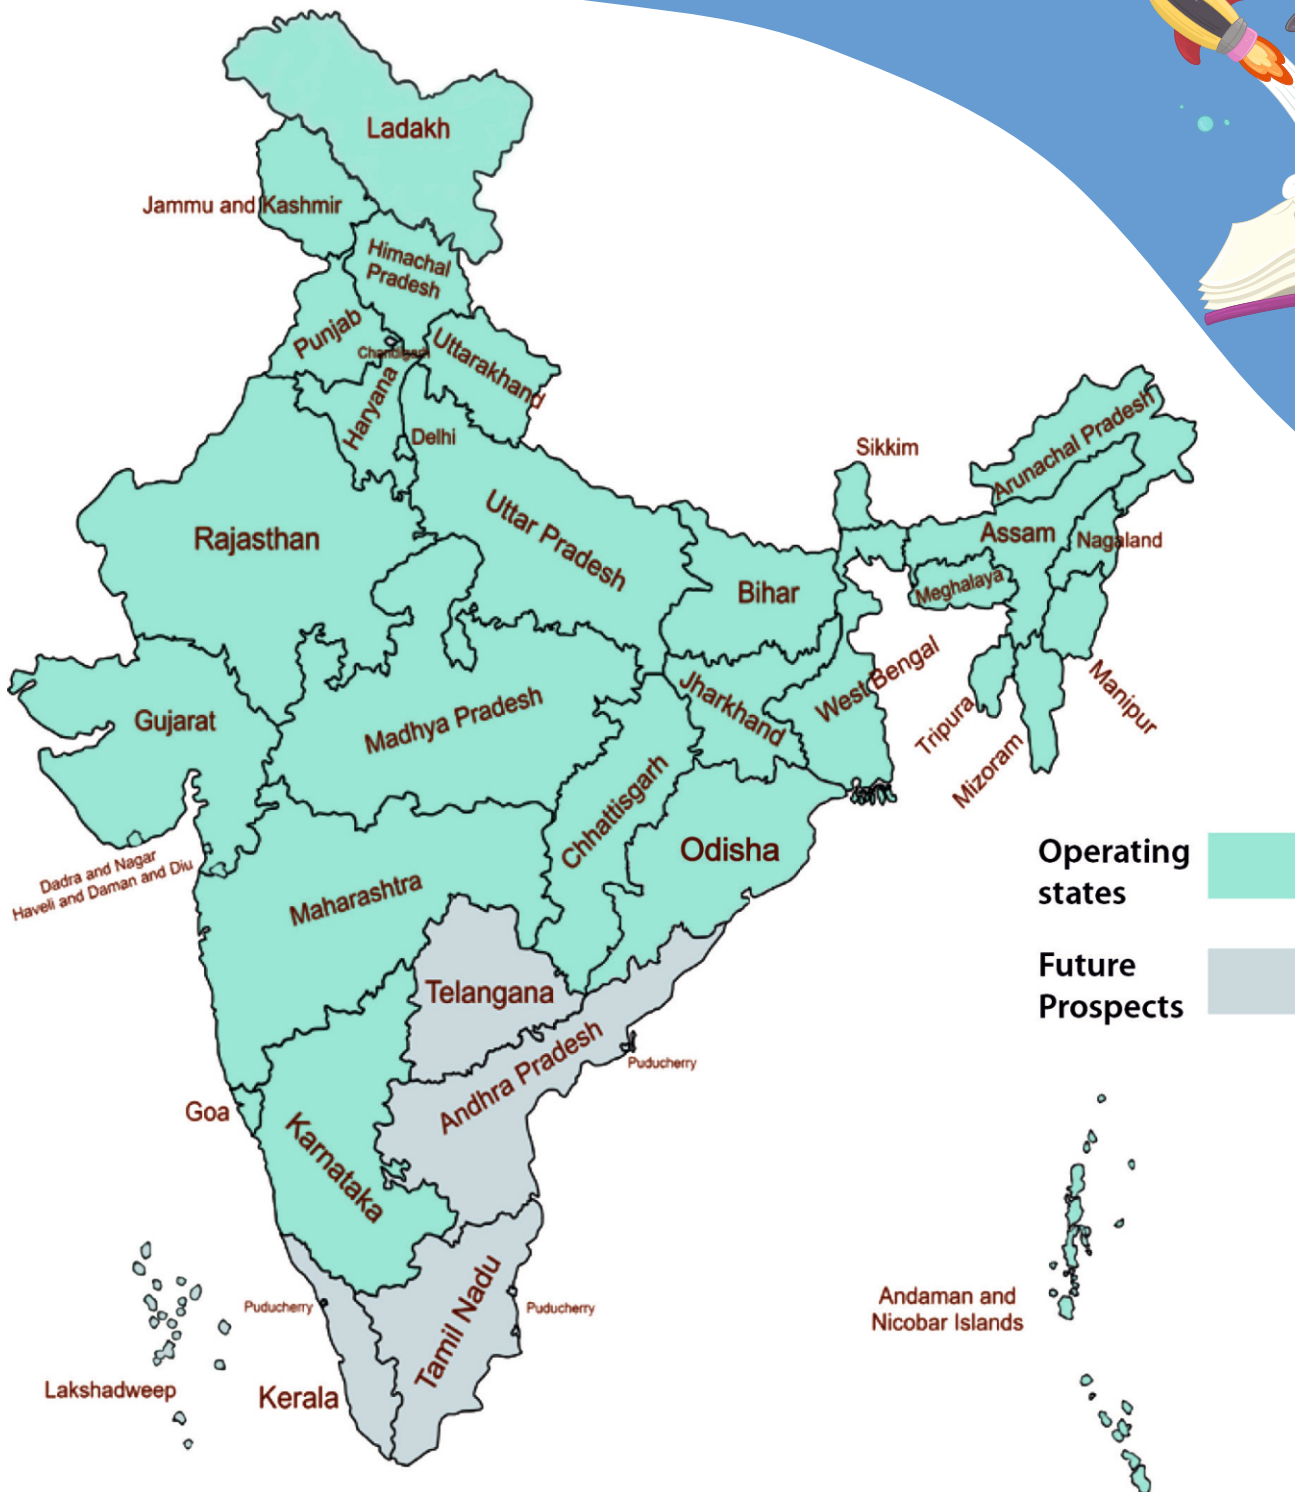 Ladakh
Jammu and Kashmir
Himachal
Pradesh
Punjab
Chandigarh
Uttarakhand
Haryana
Delhi
Sikkim
Arunachal Pradesh
Rajasthan
Uttar Pradesh
Assam
Nagaland
Bihar
Meghalaya
Gujarat
Madhya Pradesh
Jharkhand
West Bengal
Tripura
Mizoram
Manipur
Chhattisgarh
Odisha
Dadra and Nagar
Haveli and Daman and Diu
Maharashtra
Operating
states
Future
Prospects
Telangana
Andhra Pradesh
Puducherry
Goa
Karnataka
Puducherry
Tamil Nadu
Puducherry
Andaman and
Nicobar Islands
Lakshadweep
Kerala